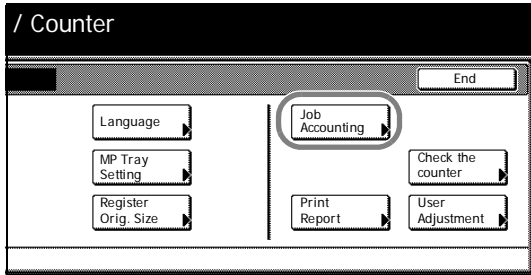 / Counter
End
Language
Job
Accounting
MP Tray
Setting
Check the
counter
Register
Orig. Size
Print
Report
User
Adjustment